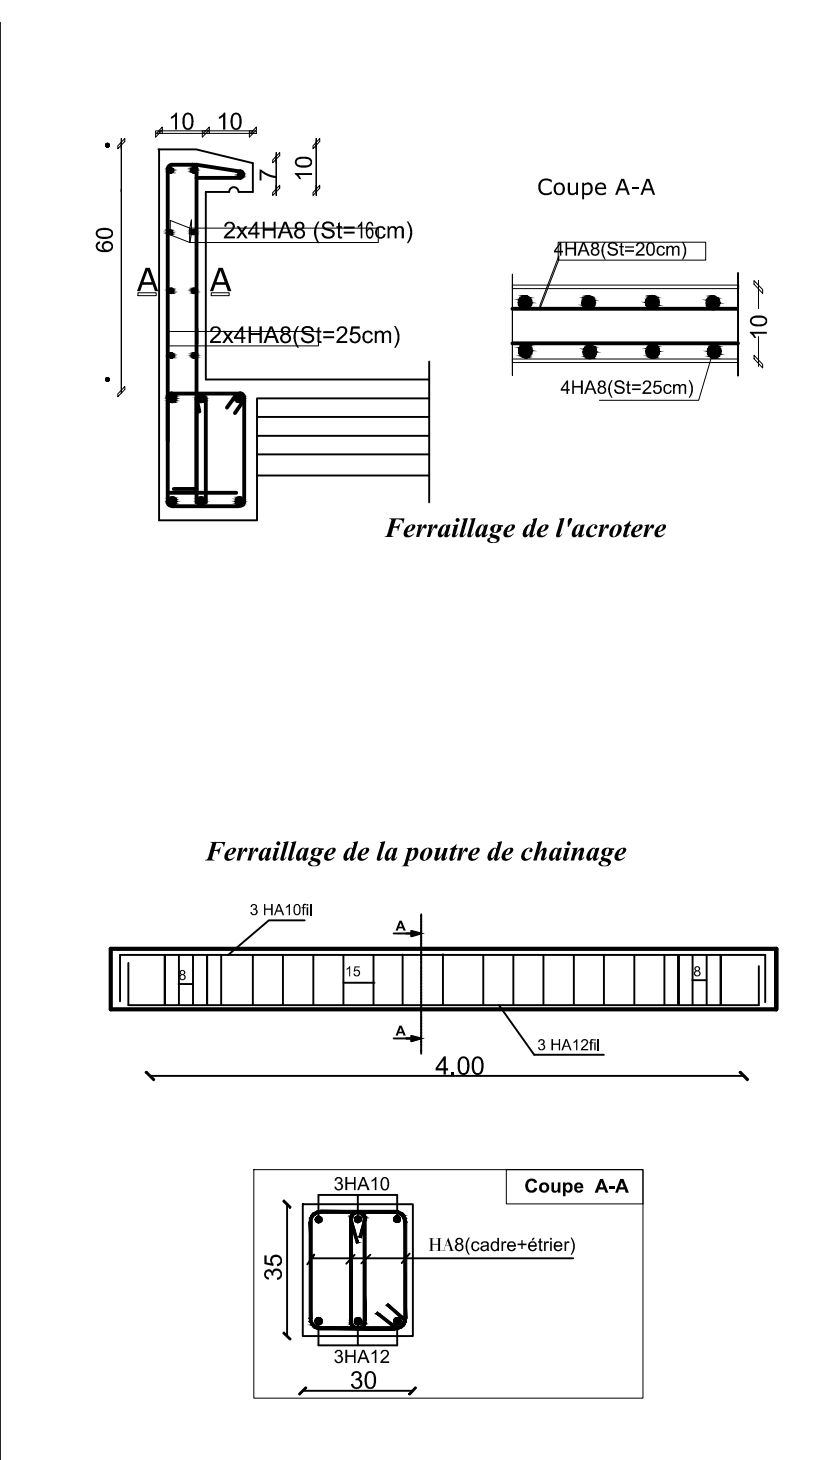 10 10
7
10
60
Coupe A-A
2x4HA8 (St=16cm)
4HA8(St=20cm)
A A
2x4HA8(St=25cm)
10
4HA8(St=25cm)
Ferraillage de l'acrotere
Ferraillage de la poutre de chainage
3 HA10fil
A
8
15
8
A
3 HA12fil
4.00
Coupe A-A
3HA10
HA8(cadre+étrier)
35
3HA12
30